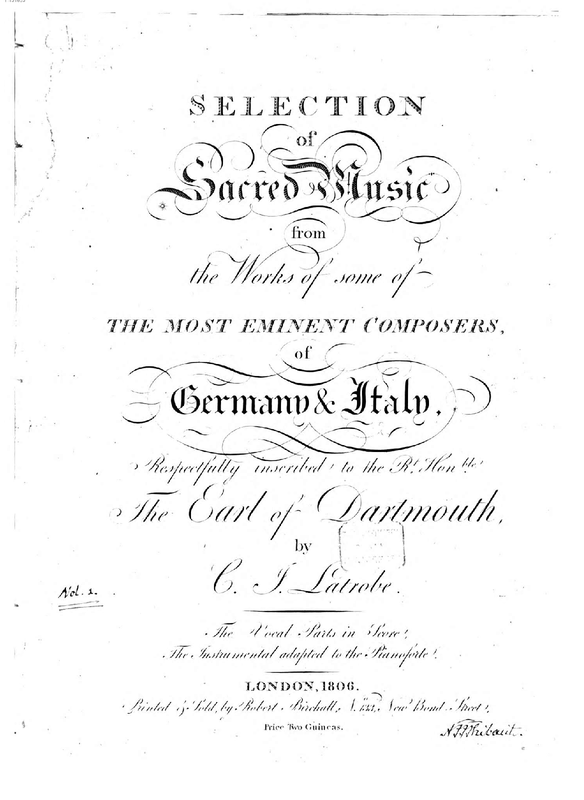 SELECTION
of
Sacred Music
from
the Works of some of
THE MOST EMINENT COMPOSERS,
of
Germany & Italy,
Respectfully inscribed to the Rt. Honble.
The Earl of Dartmouth,
by
C. I. Latrobe.
Vol. 1.
The Vocal Parts in Score,
The Instrumental adapted to the Pianoforte.
LONDON, 1806.
Printed & Sold, by Robert Birchall, No. 133, New Bond Street,
Price Two Guineas.
Thibaut.